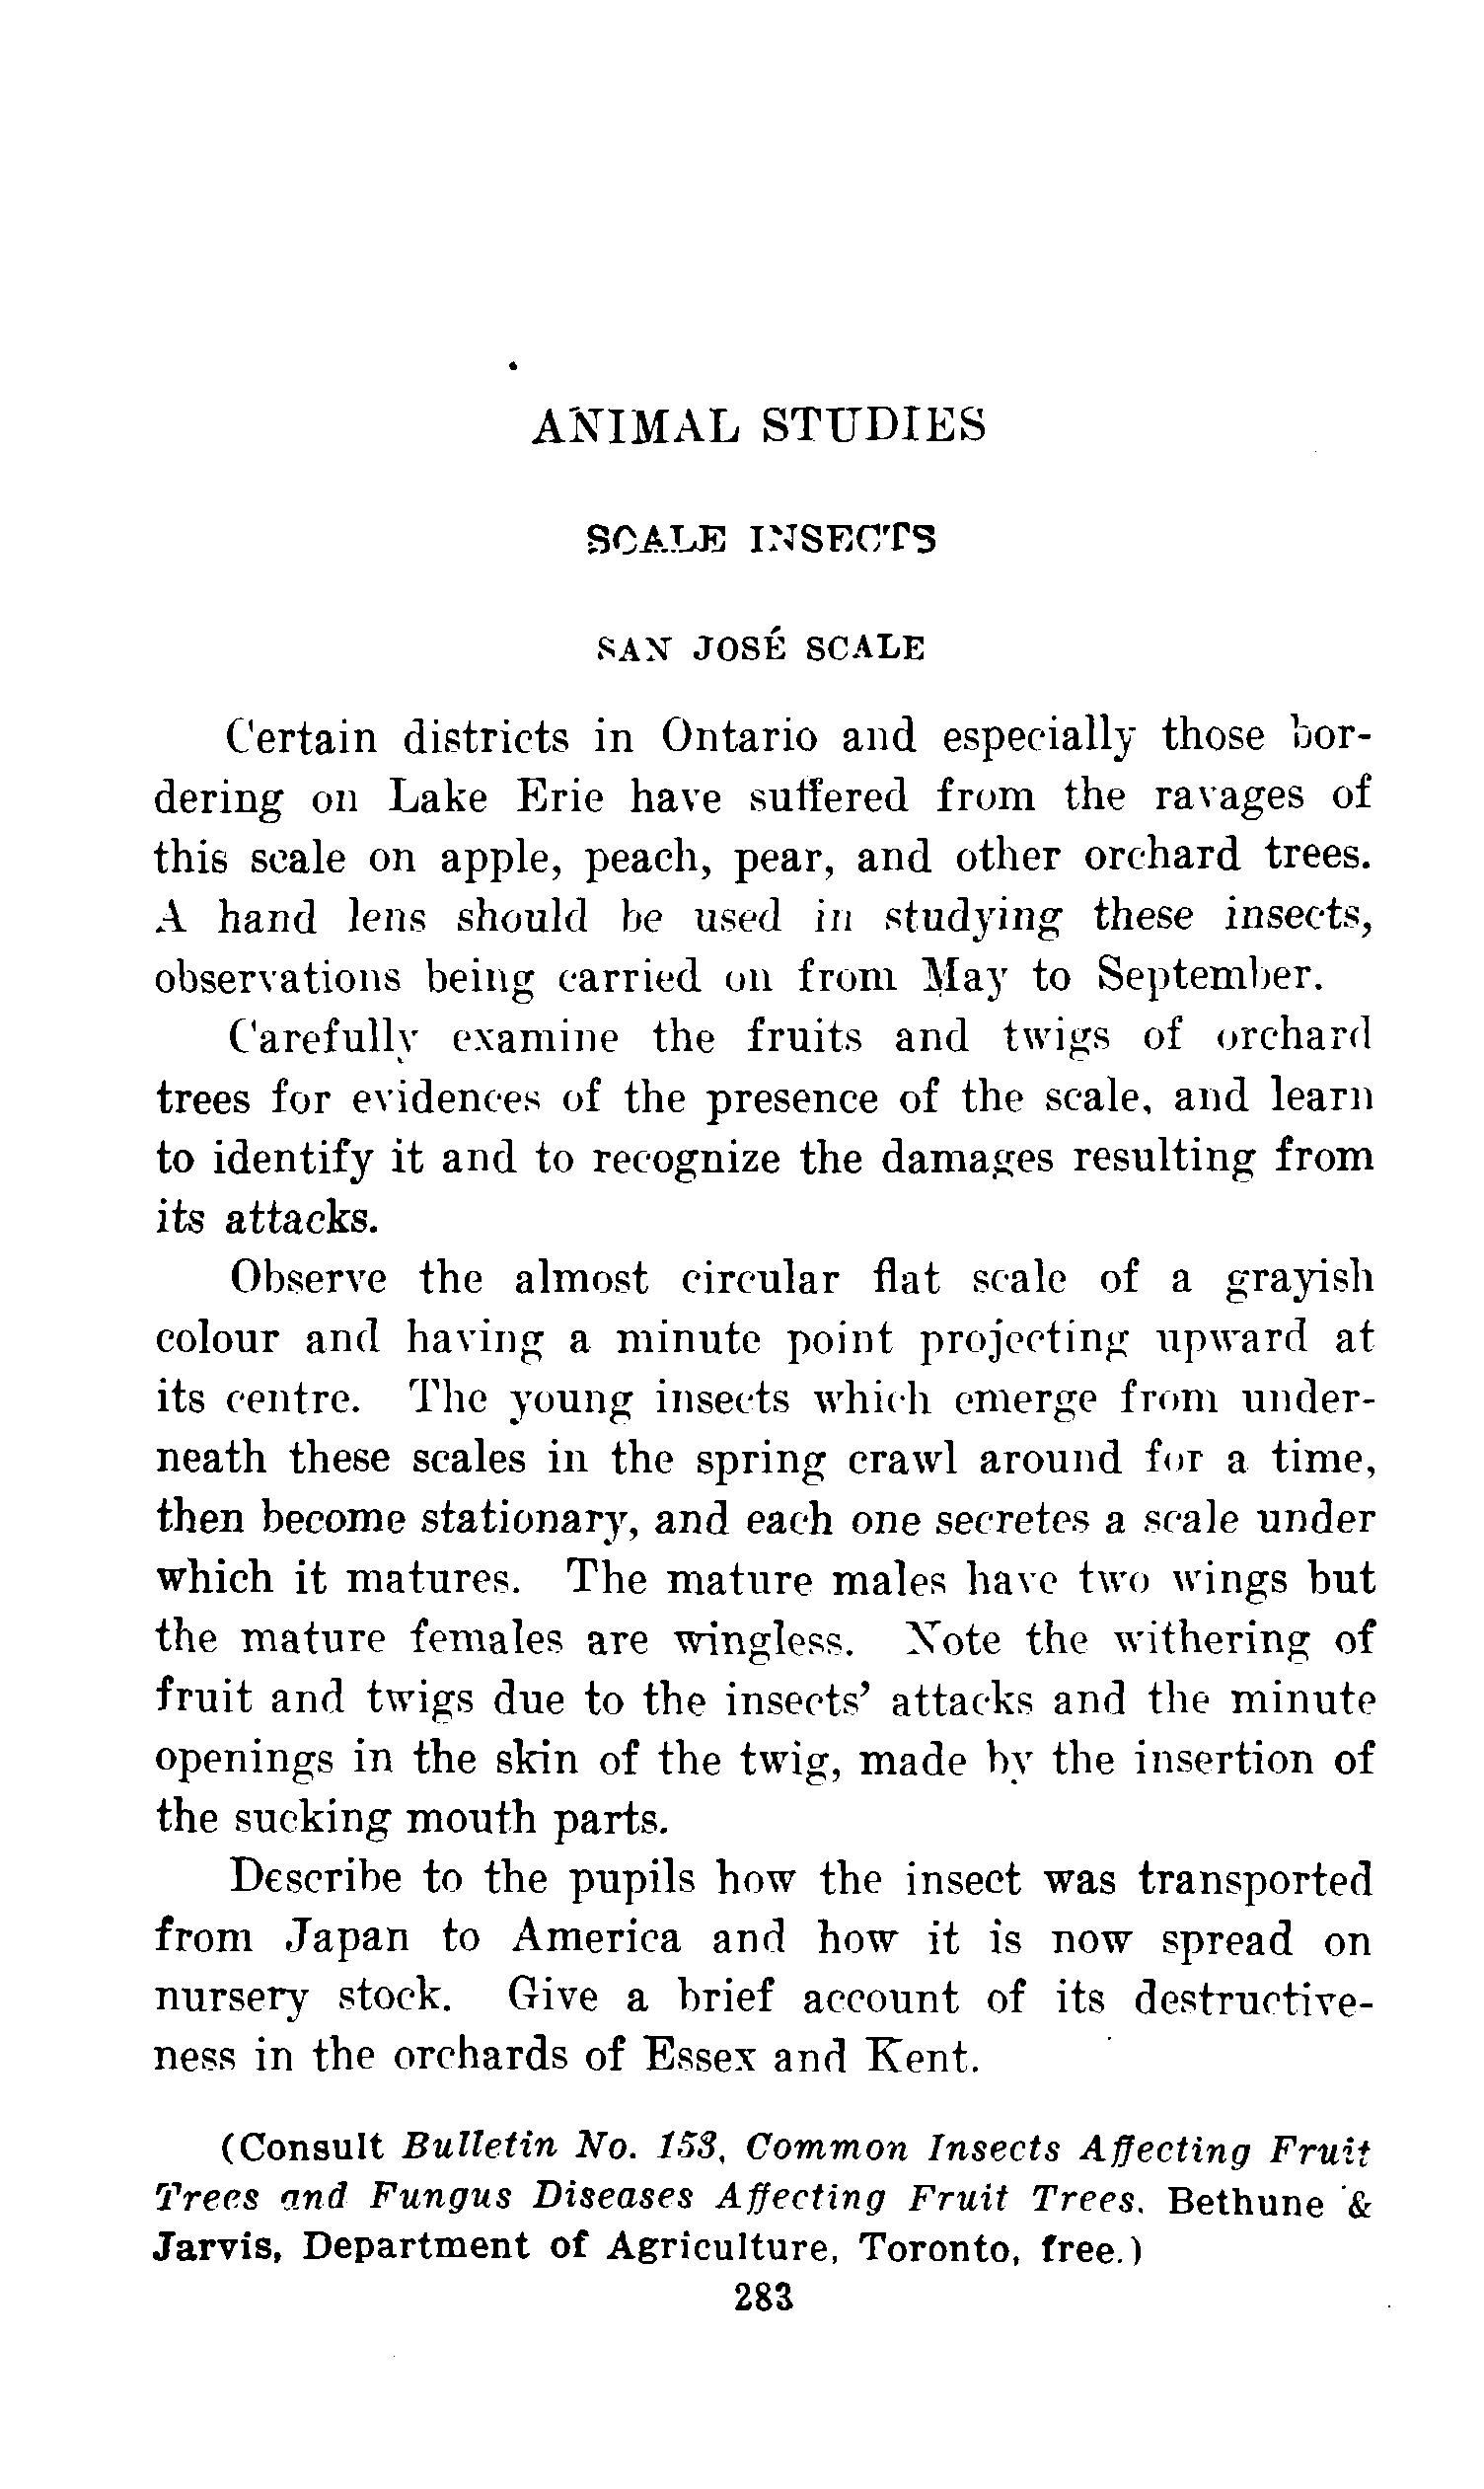 ANIMAL STUDIES
SCALE INSECTS
SAN JOSÉ SCALE
Certain districts in Ontario and especially those bor-
dering on Lake Erie have suffered from the ravages of
this scale on apple, peach, pear, and other orchard trees.
A hand lens should be used in studying these insects,
observations being carried on from May to September.
Carefully examine the fruits and twigs of orchard
trees for evidences of the presence of the scale, and learn
to identify it and to recognize the damages resulting from
its attacks.
Observe the almost circular flat scale of a grayish
colour and having a minute point projecting upward at
its centre. The young insects which emerge from under-
neath these scales in the spring crawl around for a time,
then become stationary, and each one secretes a scale under
which it matures. The mature males have two wings but
the mature females are wingless. Note the withering of
fruit and twigs due to the insects' attacks and the minute
openings in the skin of the twig, made by the insertion of
the sucking mouth parts.
Describe to the pupils how the insect was transported
from Japan to America and how it is now spread on
nursery stock. Give a brief account of its destructive-
ness in the orchards of Essex and Kent.
(Consult Bulletin No. 153, Common Insects Affecting Fruit
Trees and Fungus Diseases Affecting Fruit Trees. Bethune &
Jarvis, Department of Agriculture, Toronto, free.)
283